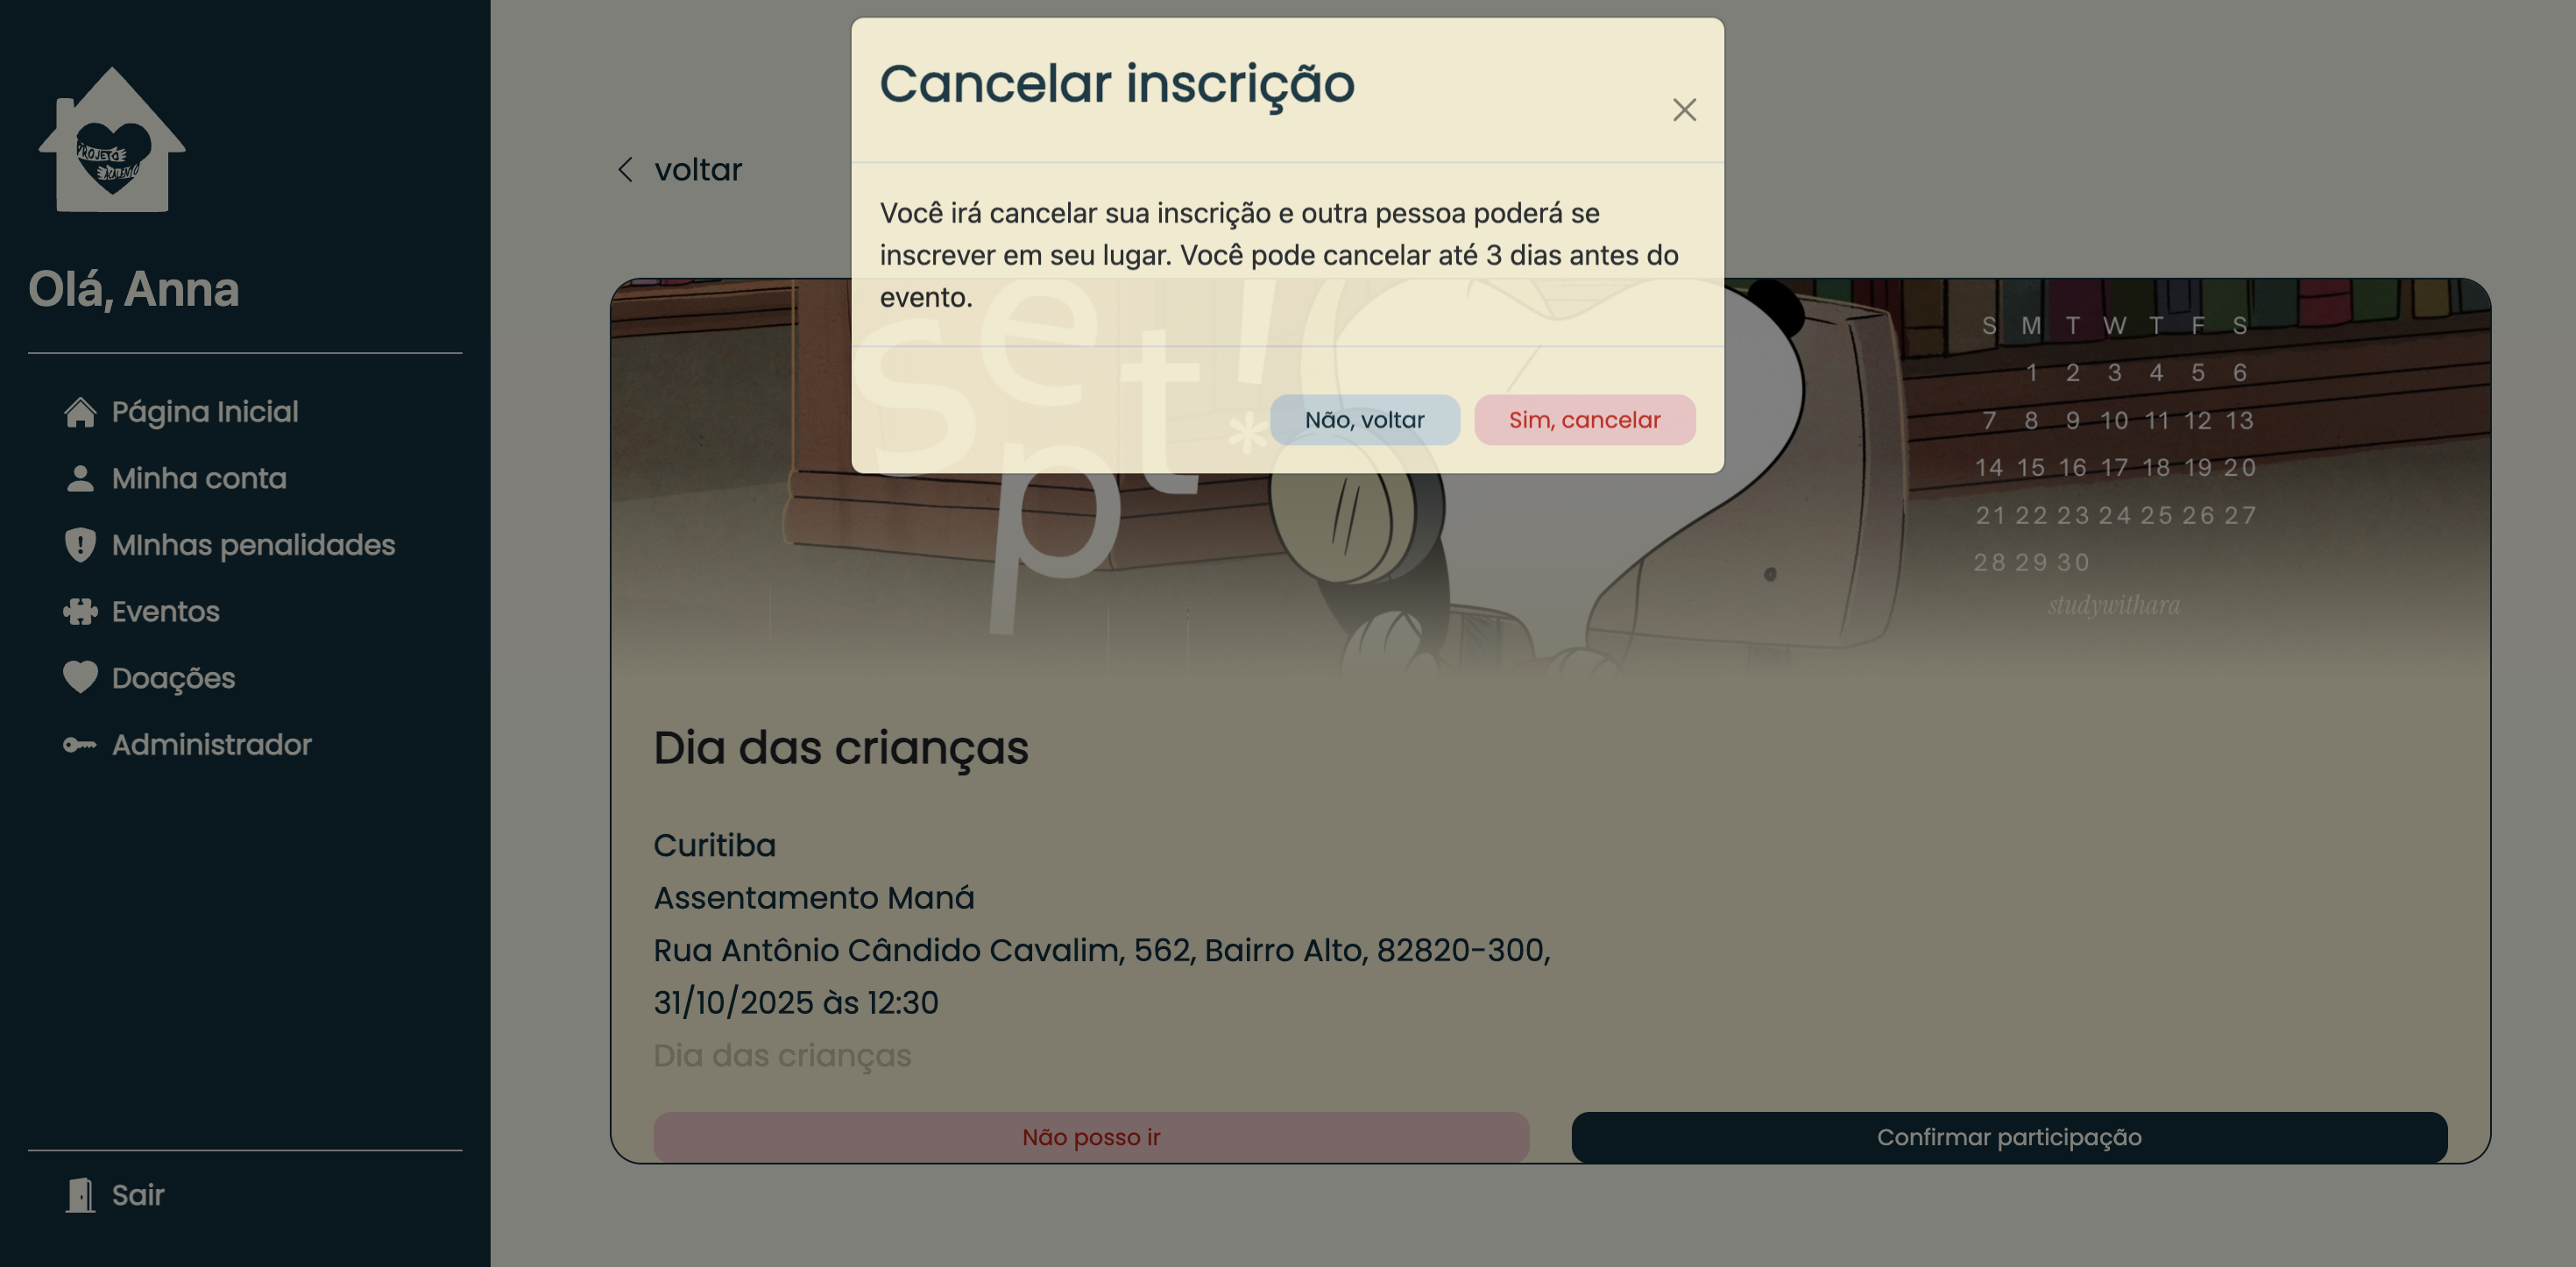 PROJETO
ACALENTO
Olá, Anna
Página Inicial
Minha conta
MInhas penalidades
Eventos
Doações
Administrador
Sair
voltar
Cancelar inscrição
Você irá cancelar sua inscrição e outra pessoa poderá se
inscrever em seu lugar. Você pode cancelar até 3 dias antes do
evento.
Não, voltar
Sim, cancelar
sept!*
S M T W T F S
1 2 3 4 5 6
7 8 9 10 11 12 13
14 15 16 17 18 19 20
21 22 23 24 25 26 27
28 29 30
studywithara
Dia das crianças
Curitiba
Assentamento Maná
Rua Antônio Cândido Cavalim, 562, Bairro Alto, 82820-300,
31/10/2025 às 12:30
Dia das crianças
Não posso ir
Confirmar participação